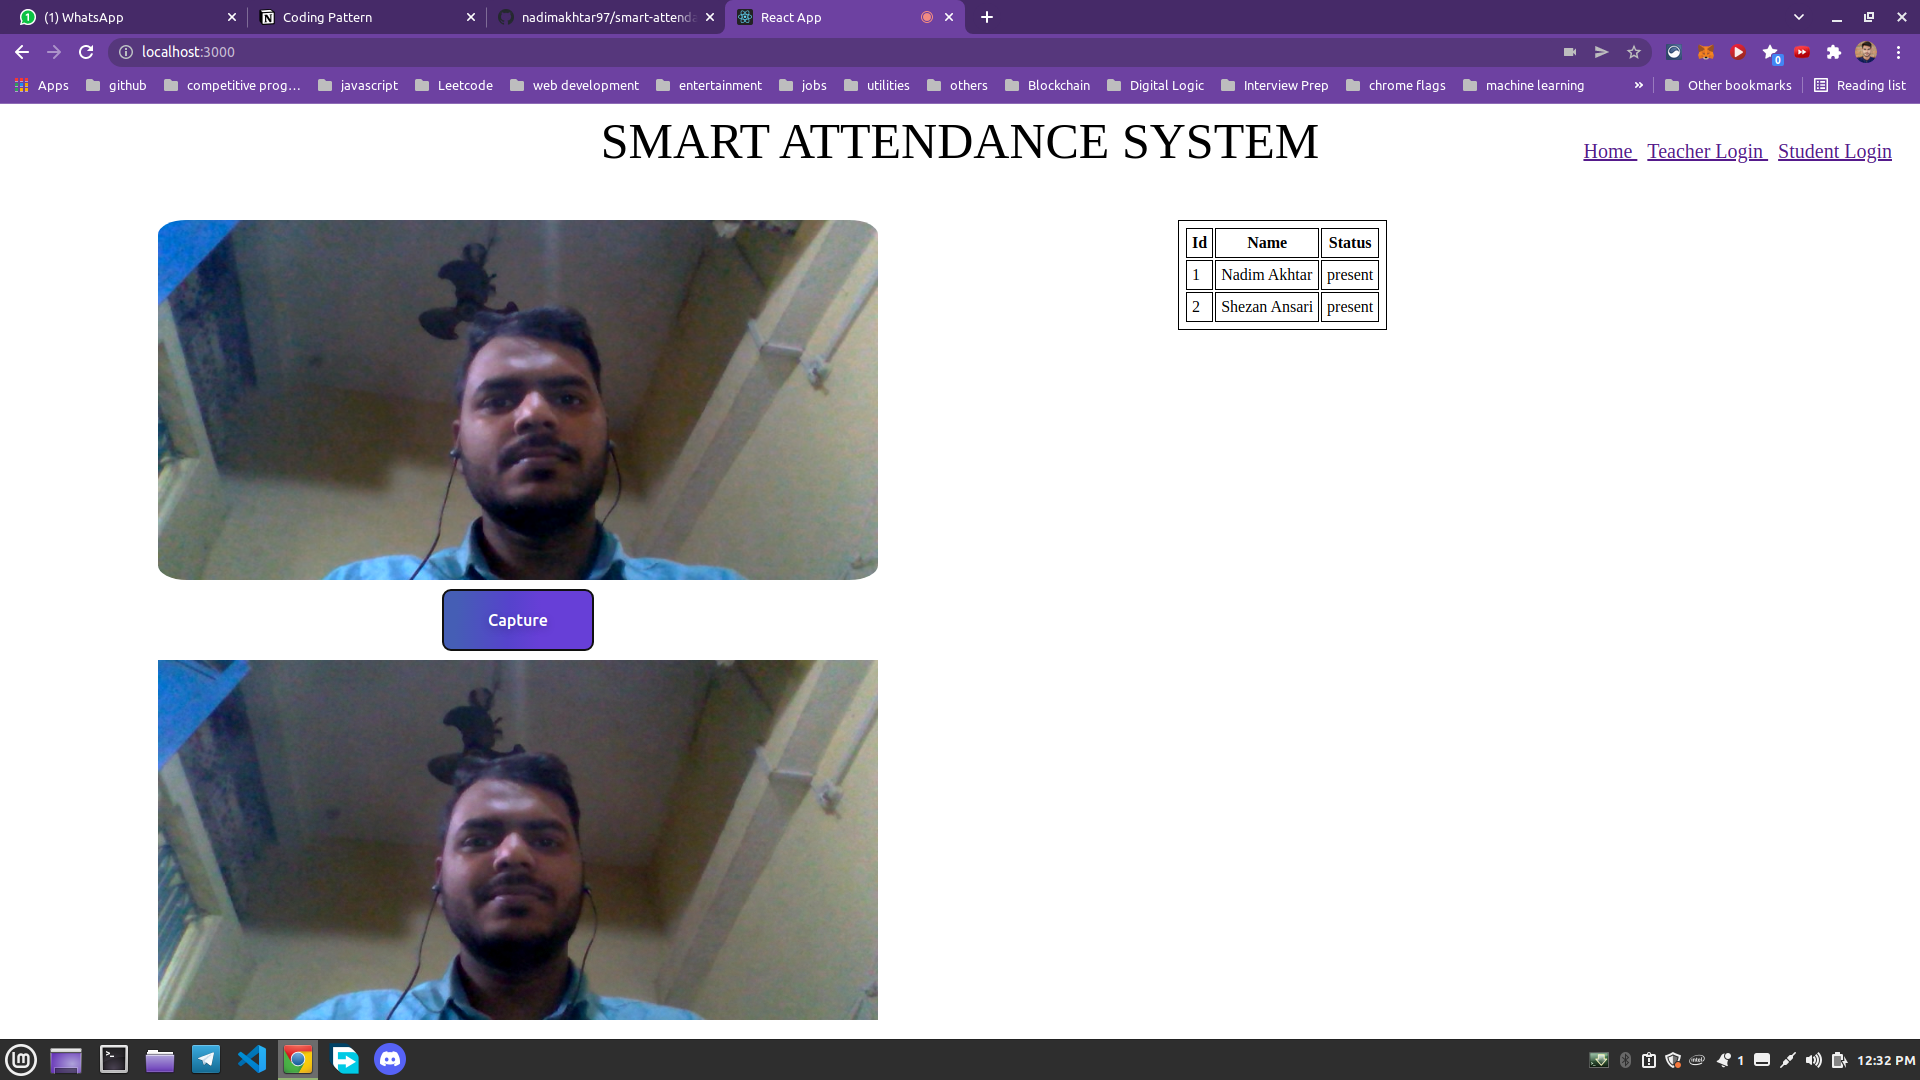 (1) WhatsApp
Coding Pattern
nadimakhtar97/smart-attenda
React App
localhost:3000
Apps
github
competitive prog…
javascript
Leetcode
web development
entertainment
jobs
utilities
others
Blockchain
Digital Logic
Interview Prep
chrome flags
machine learning
»
Other bookmarks
Reading list
0
SMART ATTENDANCE SYSTEM
Home Teacher Login Student Login
Id Name Status
1 Nadim Akhtar present
2 Shezan Ansari present
Capture
1
12:32 PM